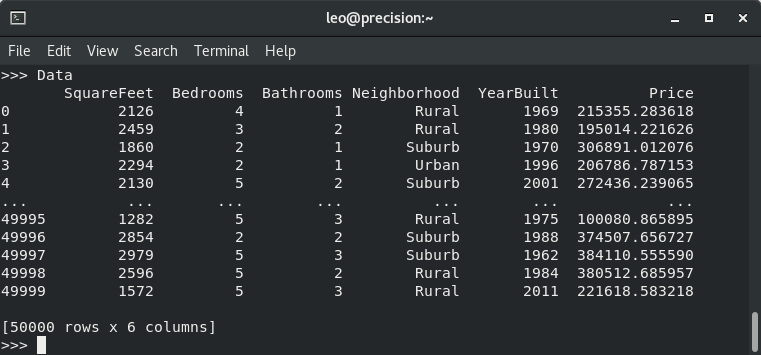 leo@precision:~
File Edit View Search Terminal Help
>>> Data
       SquareFeet  Bedrooms  Bathrooms Neighborhood  YearBuilt          Price
0            2126         4          1        Rural       1969  215355.283618
1            2459         3          2        Rural       1980  195014.221626
2            1860         2          1       Suburb       1970  306891.012076
3            2294         2          1        Urban       1996  206786.787153
4            2130         5          2       Suburb       2001  272436.239065
...           ...       ...        ...          ...        ...            ...
49995        1282         5          3        Rural       1975  100080.865895
49996        2854         2          2       Suburb       1988  374507.656727
49997        2979         5          3       Suburb       1962  384110.555590
49998        2596         5          2        Rural       1984  380512.685957
49999        1572         5          3        Rural       2011  221618.583218
[50000 rows x 6 columns]
>>>